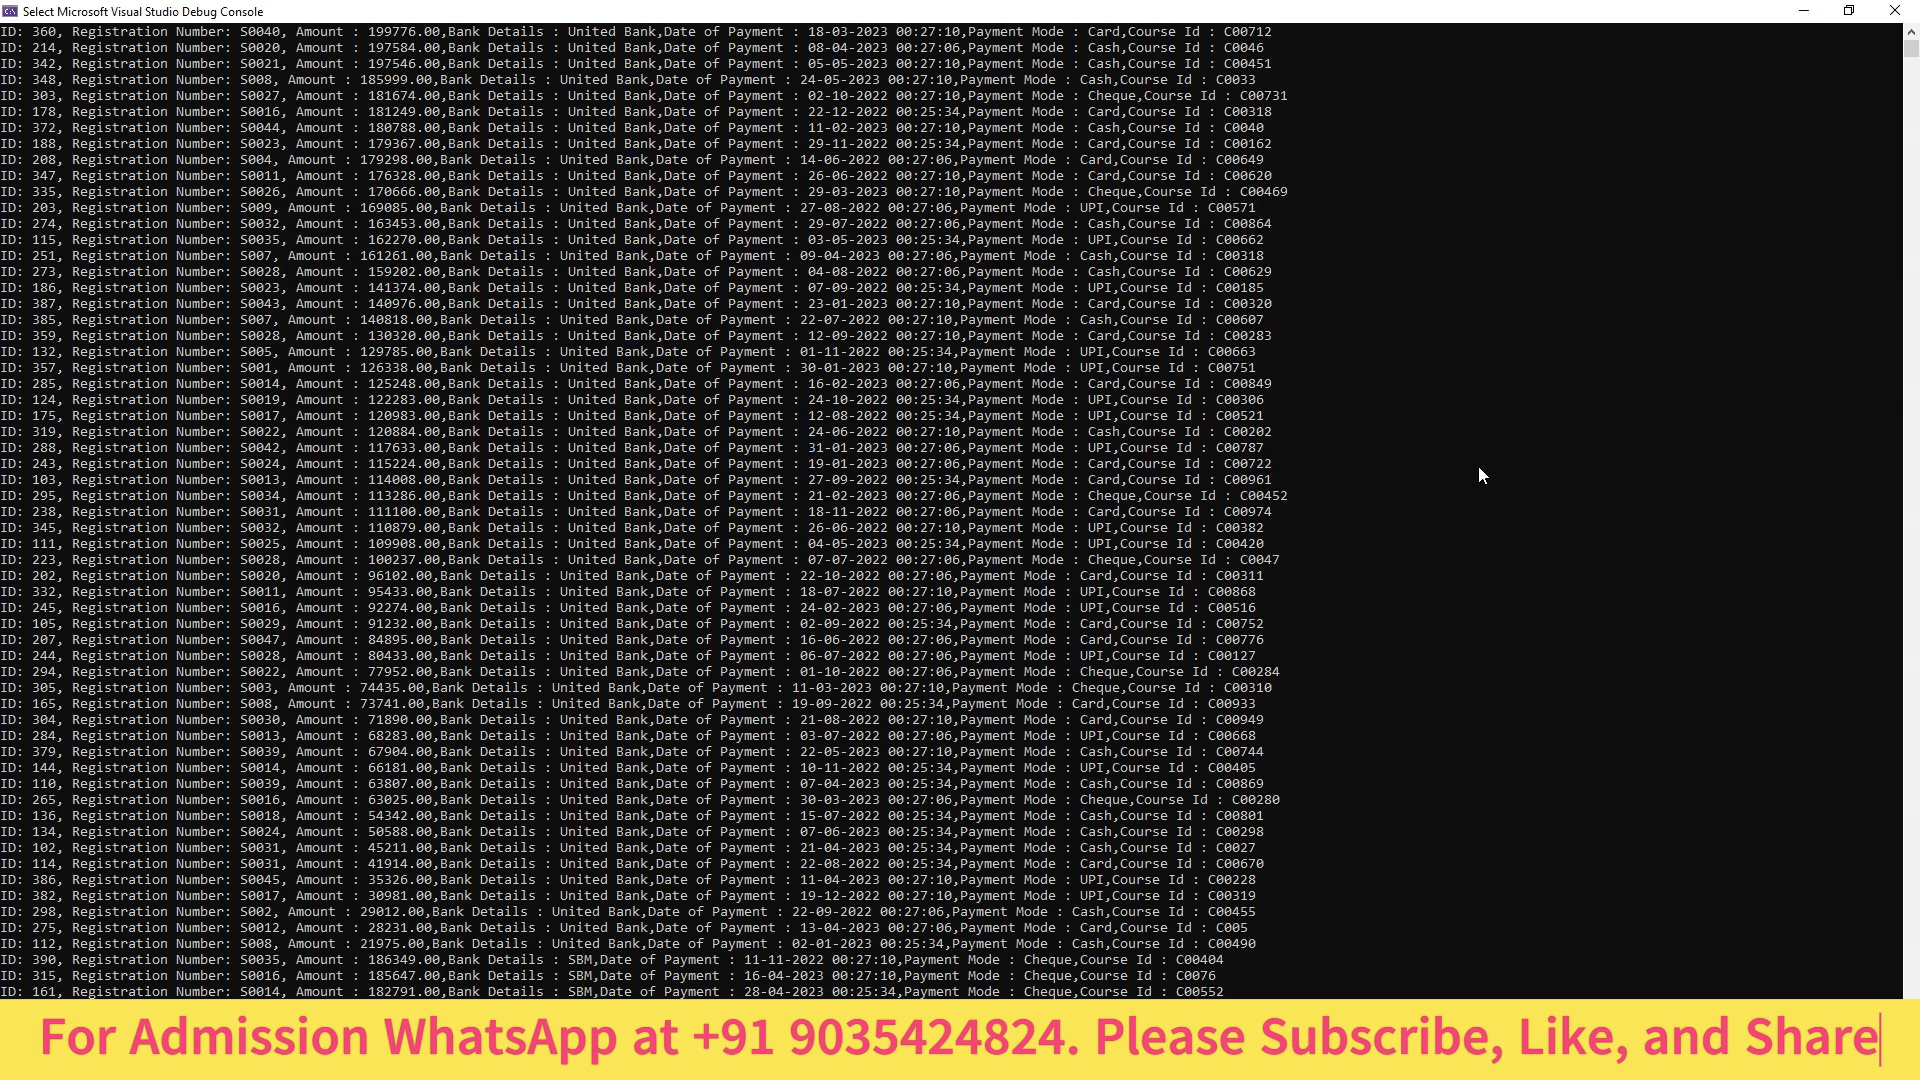 Select Microsoft Visual Studio Debug Console
ID: 360, Registration Number: S0040, Amount : 199776.00,Bank Details : United Bank,Date of Payment : 18-03-2023 00:27:10,Payment Mode : Card,Course Id : C00712
ID: 214, Registration Number: S0020, Amount : 197584.00,Bank Details : United Bank,Date of Payment : 08-04-2023 00:27:06,Payment Mode : Cash,Course Id : C0046
ID: 342, Registration Number: S0021, Amount : 197546.00,Bank Details : United Bank,Date of Payment : 05-05-2023 00:27:10,Payment Mode : Cash,Course Id : C00451
ID: 348, Registration Number: S008, Amount : 185999.00,Bank Details : United Bank,Date of Payment : 24-05-2023 00:27:10,Payment Mode : Cash,Course Id : C0033
ID: 303, Registration Number: S0027, Amount : 181674.00,Bank Details : United Bank,Date of Payment : 02-10-2022 00:27:10,Payment Mode : Cheque,Course Id : C00731
ID: 178, Registration Number: S0016, Amount : 181249.00,Bank Details : United Bank,Date of Payment : 22-12-2022 00:25:34,Payment Mode : Card,Course Id : C00318
ID: 372, Registration Number: S0044, Amount : 180788.00,Bank Details : United Bank,Date of Payment : 11-02-2023 00:27:10,Payment Mode : Cash,Course Id : C0040
ID: 188, Registration Number: S0023, Amount : 179367.00,Bank Details : United Bank,Date of Payment : 29-11-2022 00:25:34,Payment Mode : Card,Course Id : C00162
ID: 208, Registration Number: S004, Amount : 179298.00,Bank Details : United Bank,Date of Payment : 14-06-2022 00:27:06,Payment Mode : Card,Course Id : C00649
ID: 347, Registration Number: S0011, Amount : 176328.00,Bank Details : United Bank,Date of Payment : 26-06-2022 00:27:10,Payment Mode : Card,Course Id : C00620
ID: 335, Registration Number: S0026, Amount : 170666.00,Bank Details : United Bank,Date of Payment : 29-03-2023 00:27:10,Payment Mode : Cheque,Course Id : C00469
ID: 203, Registration Number: S009, Amount : 169085.00,Bank Details : United Bank,Date of Payment : 27-08-2022 00:27:06,Payment Mode : UPI,Course Id : C00571
ID: 274, Registration Number: S0032, Amount : 163453.00,Bank Details : United Bank,Date of Payment : 29-07-2022 00:27:06,Payment Mode : Cash,Course Id : C00864
ID: 115, Registration Number: S0035, Amount : 162270.00,Bank Details : United Bank,Date of Payment : 03-05-2023 00:25:34,Payment Mode : UPI,Course Id : C00662
ID: 251, Registration Number: S007, Amount : 161261.00,Bank Details : United Bank,Date of Payment : 09-04-2023 00:27:06,Payment Mode : Cash,Course Id : C00318
ID: 273, Registration Number: S0028, Amount : 159202.00,Bank Details : United Bank,Date of Payment : 04-08-2022 00:27:06,Payment Mode : Cash,Course Id : C00629
ID: 186, Registration Number: S0023, Amount : 141374.00,Bank Details : United Bank,Date of Payment : 07-09-2022 00:25:34,Payment Mode : UPI,Course Id : C00185
ID: 387, Registration Number: S0043, Amount : 140976.00,Bank Details : United Bank,Date of Payment : 23-01-2023 00:27:10,Payment Mode : Card,Course Id : C00320
ID: 385, Registration Number: S007, Amount : 140818.00,Bank Details : United Bank,Date of Payment : 22-07-2022 00:27:10,Payment Mode : Cash,Course Id : C00607
ID: 359, Registration Number: S0028, Amount : 130320.00,Bank Details : United Bank,Date of Payment : 12-09-2022 00:27:10,Payment Mode : Card,Course Id : C00283
ID: 132, Registration Number: S005, Amount : 129785.00,Bank Details : United Bank,Date of Payment : 01-11-2022 00:25:34,Payment Mode : UPI,Course Id : C00663
ID: 357, Registration Number: S001, Amount : 126338.00,Bank Details : United Bank,Date of Payment : 30-01-2023 00:27:10,Payment Mode : UPI,Course Id : C00751
ID: 285, Registration Number: S0014, Amount : 125248.00,Bank Details : United Bank,Date of Payment : 16-02-2023 00:27:06,Payment Mode : Card,Course Id : C00849
ID: 124, Registration Number: S0019, Amount : 122283.00,Bank Details : United Bank,Date of Payment : 24-10-2022 00:25:34,Payment Mode : UPI,Course Id : C00306
ID: 175, Registration Number: S0017, Amount : 120983.00,Bank Details : United Bank,Date of Payment : 12-08-2022 00:25:34,Payment Mode : UPI,Course Id : C00521
ID: 319, Registration Number: S0022, Amount : 120884.00,Bank Details : United Bank,Date of Payment : 24-06-2022 00:27:10,Payment Mode : Cash,Course Id : C00202
ID: 288, Registration Number: S0042, Amount : 117633.00,Bank Details : United Bank,Date of Payment : 31-01-2023 00:27:06,Payment Mode : UPI,Course Id : C00787
ID: 243, Registration Number: S0024, Amount : 115224.00,Bank Details : United Bank,Date of Payment : 19-01-2023 00:27:06,Payment Mode : Card,Course Id : C00722
ID: 103, Registration Number: S0013, Amount : 114008.00,Bank Details : United Bank,Date of Payment : 27-09-2022 00:25:34,Payment Mode : Card,Course Id : C00961
ID: 295, Registration Number: S0034, Amount : 113286.00,Bank Details : United Bank,Date of Payment : 21-02-2023 00:27:06,Payment Mode : Cheque,Course Id : C00452
ID: 238, Registration Number: S0031, Amount : 111100.00,Bank Details : United Bank,Date of Payment : 18-11-2022 00:27:06,Payment Mode : Card,Course Id : C00974
ID: 345, Registration Number: S0032, Amount : 110879.00,Bank Details : United Bank,Date of Payment : 26-06-2022 00:27:10,Payment Mode : UPI,Course Id : C00382
ID: 111, Registration Number: S0025, Amount : 109908.00,Bank Details : United Bank,Date of Payment : 04-05-2023 00:25:34,Payment Mode : UPI,Course Id : C00420
ID: 223, Registration Number: S0028, Amount : 100237.00,Bank Details : United Bank,Date of Payment : 07-07-2022 00:27:06,Payment Mode : Cheque,Course Id : C0047
ID: 202, Registration Number: S0020, Amount : 96102.00,Bank Details : United Bank,Date of Payment : 22-10-2022 00:27:06,Payment Mode : Card,Course Id : C00311
ID: 332, Registration Number: S0011, Amount : 95433.00,Bank Details : United Bank,Date of Payment : 18-07-2022 00:27:10,Payment Mode : UPI,Course Id : C00868
ID: 245, Registration Number: S0016, Amount : 92274.00,Bank Details : United Bank,Date of Payment : 24-02-2023 00:27:06,Payment Mode : UPI,Course Id : C00516
ID: 105, Registration Number: S0029, Amount : 91232.00,Bank Details : United Bank,Date of Payment : 02-09-2022 00:25:34,Payment Mode : Card,Course Id : C00752
ID: 207, Registration Number: S0047, Amount : 84895.00,Bank Details : United Bank,Date of Payment : 16-06-2022 00:27:06,Payment Mode : Card,Course Id : C00776
ID: 244, Registration Number: S0028, Amount : 80433.00,Bank Details : United Bank,Date of Payment : 06-07-2022 00:27:06,Payment Mode : UPI,Course Id : C00127
ID: 294, Registration Number: S0022, Amount : 77952.00,Bank Details : United Bank,Date of Payment : 01-10-2022 00:27:06,Payment Mode : Cheque,Course Id : C00284
ID: 305, Registration Number: S003, Amount : 74435.00,Bank Details : United Bank,Date of Payment : 11-03-2023 00:27:10,Payment Mode : Cheque,Course Id : C00310
ID: 165, Registration Number: S008, Amount : 73741.00,Bank Details : United Bank,Date of Payment : 19-09-2022 00:25:34,Payment Mode : Card,Course Id : C00933
ID: 304, Registration Number: S0030, Amount : 71890.00,Bank Details : United Bank,Date of Payment : 21-08-2022 00:27:10,Payment Mode : Card,Course Id : C00949
ID: 284, Registration Number: S0013, Amount : 68283.00,Bank Details : United Bank,Date of Payment : 03-07-2022 00:27:06,Payment Mode : UPI,Course Id : C00668
ID: 379, Registration Number: S0039, Amount : 67904.00,Bank Details : United Bank,Date of Payment : 22-05-2023 00:27:10,Payment Mode : Cash,Course Id : C00744
ID: 144, Registration Number: S0014, Amount : 66181.00,Bank Details : United Bank,Date of Payment : 10-11-2022 00:25:34,Payment Mode : UPI,Course Id : C00405
ID: 110, Registration Number: S0039, Amount : 63807.00,Bank Details : United Bank,Date of Payment : 07-04-2023 00:25:34,Payment Mode : Cash,Course Id : C00869
ID: 265, Registration Number: S0016, Amount : 63025.00,Bank Details : United Bank,Date of Payment : 30-03-2023 00:27:06,Payment Mode : Cheque,Course Id : C00280
ID: 136, Registration Number: S0018, Amount : 54342.00,Bank Details : United Bank,Date of Payment : 15-07-2022 00:25:34,Payment Mode : Cash,Course Id : C00801
ID: 134, Registration Number: S0024, Amount : 50588.00,Bank Details : United Bank,Date of Payment : 07-06-2023 00:25:34,Payment Mode : Cash,Course Id : C00298
ID: 102, Registration Number: S0031, Amount : 45211.00,Bank Details : United Bank,Date of Payment : 21-04-2023 00:25:34,Payment Mode : Cash,Course Id : C0027
ID: 114, Registration Number: S0031, Amount : 41914.00,Bank Details : United Bank,Date of Payment : 22-08-2022 00:25:34,Payment Mode : Card,Course Id : C00670
ID: 386, Registration Number: S0045, Amount : 35326.00,Bank Details : United Bank,Date of Payment : 11-04-2023 00:27:10,Payment Mode : UPI,Course Id : C00228
ID: 382, Registration Number: S0017, Amount : 30981.00,Bank Details : United Bank,Date of Payment : 19-12-2022 00:27:10,Payment Mode : UPI,Course Id : C00319
ID: 298, Registration Number: S002, Amount : 29012.00,Bank Details : United Bank,Date of Payment : 22-09-2022 00:27:06,Payment Mode : Cash,Course Id : C00455
ID: 275, Registration Number: S0012, Amount : 28231.00,Bank Details : United Bank,Date of Payment : 13-04-2023 00:27:06,Payment Mode : Card,Course Id : C005
ID: 112, Registration Number: S008, Amount : 21975.00,Bank Details : United Bank,Date of Payment : 02-01-2023 00:25:34,Payment Mode : Cash,Course Id : C00490
ID: 390, Registration Number: S0035, Amount : 186349.00,Bank Details : SBM,Date of Payment : 11-11-2022 00:27:10,Payment Mode : Cheque,Course Id : C00404
ID: 315, Registration Number: S0016, Amount : 185647.00,Bank Details : SBM,Date of Payment : 16-04-2023 00:27:10,Payment Mode : Cheque,Course Id : C0076
ID: 161, Registration Number: S0014, Amount : 182791.00,Bank Details : SBM,Date of Payment : 28-04-2023 00:25:34,Payment Mode : Cheque,Course Id : C00552
For Admission WhatsApp at +91 9035424824. Please Subscribe, Like, and Share